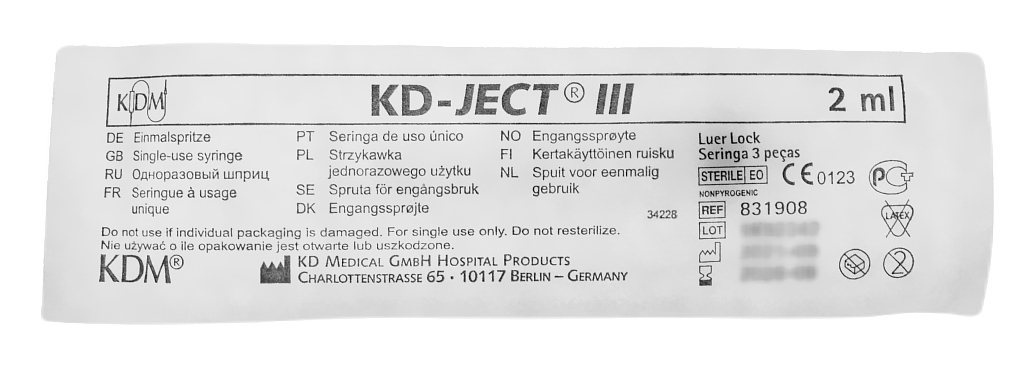 KDM KD-JECT® III 2 ml
DE Einmalspritze
GB Single-use syringe
RU Одноразовый шприц
FR Seringue à usage
unique
PT Seringa de uso único
PL Strzykawka
jednorazowego użytku
SE Spruta för engångsbruk
DK Engangssprøjte
NO Engangssprøyte
FI Kertakäyttöinen ruisku
NL Spuit voor eenmalig
gebruik
34228
Luer Lock
Seringa 3 peças
STERILE EO CE 0123 PCT
NONPYROGENIC
REF 831908
LATEX
LOT
2
Do not use if individual packaging is damaged. For single use only. Do not resterilize.
Nie używać o ile opakowanie jest otwarte lub uszkodzone.
KDM®
KD Medical GmbH Hospital Products
Charlottenstrasse 65 · 10117 Berlin – Germany